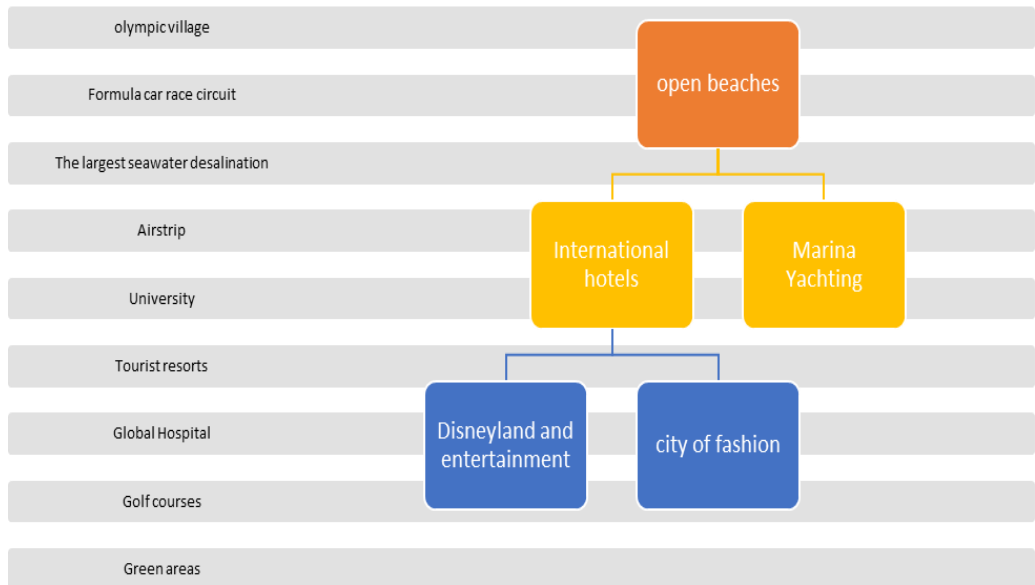 olympic village
Formula car race circuit
The largest seawater desalination
Airstrip
University
Tourist resorts
Global Hospital
Golf courses
Green areas
open beaches
International
hotels
Marina
Yachting
Disneyland and
entertainment
city of fashion